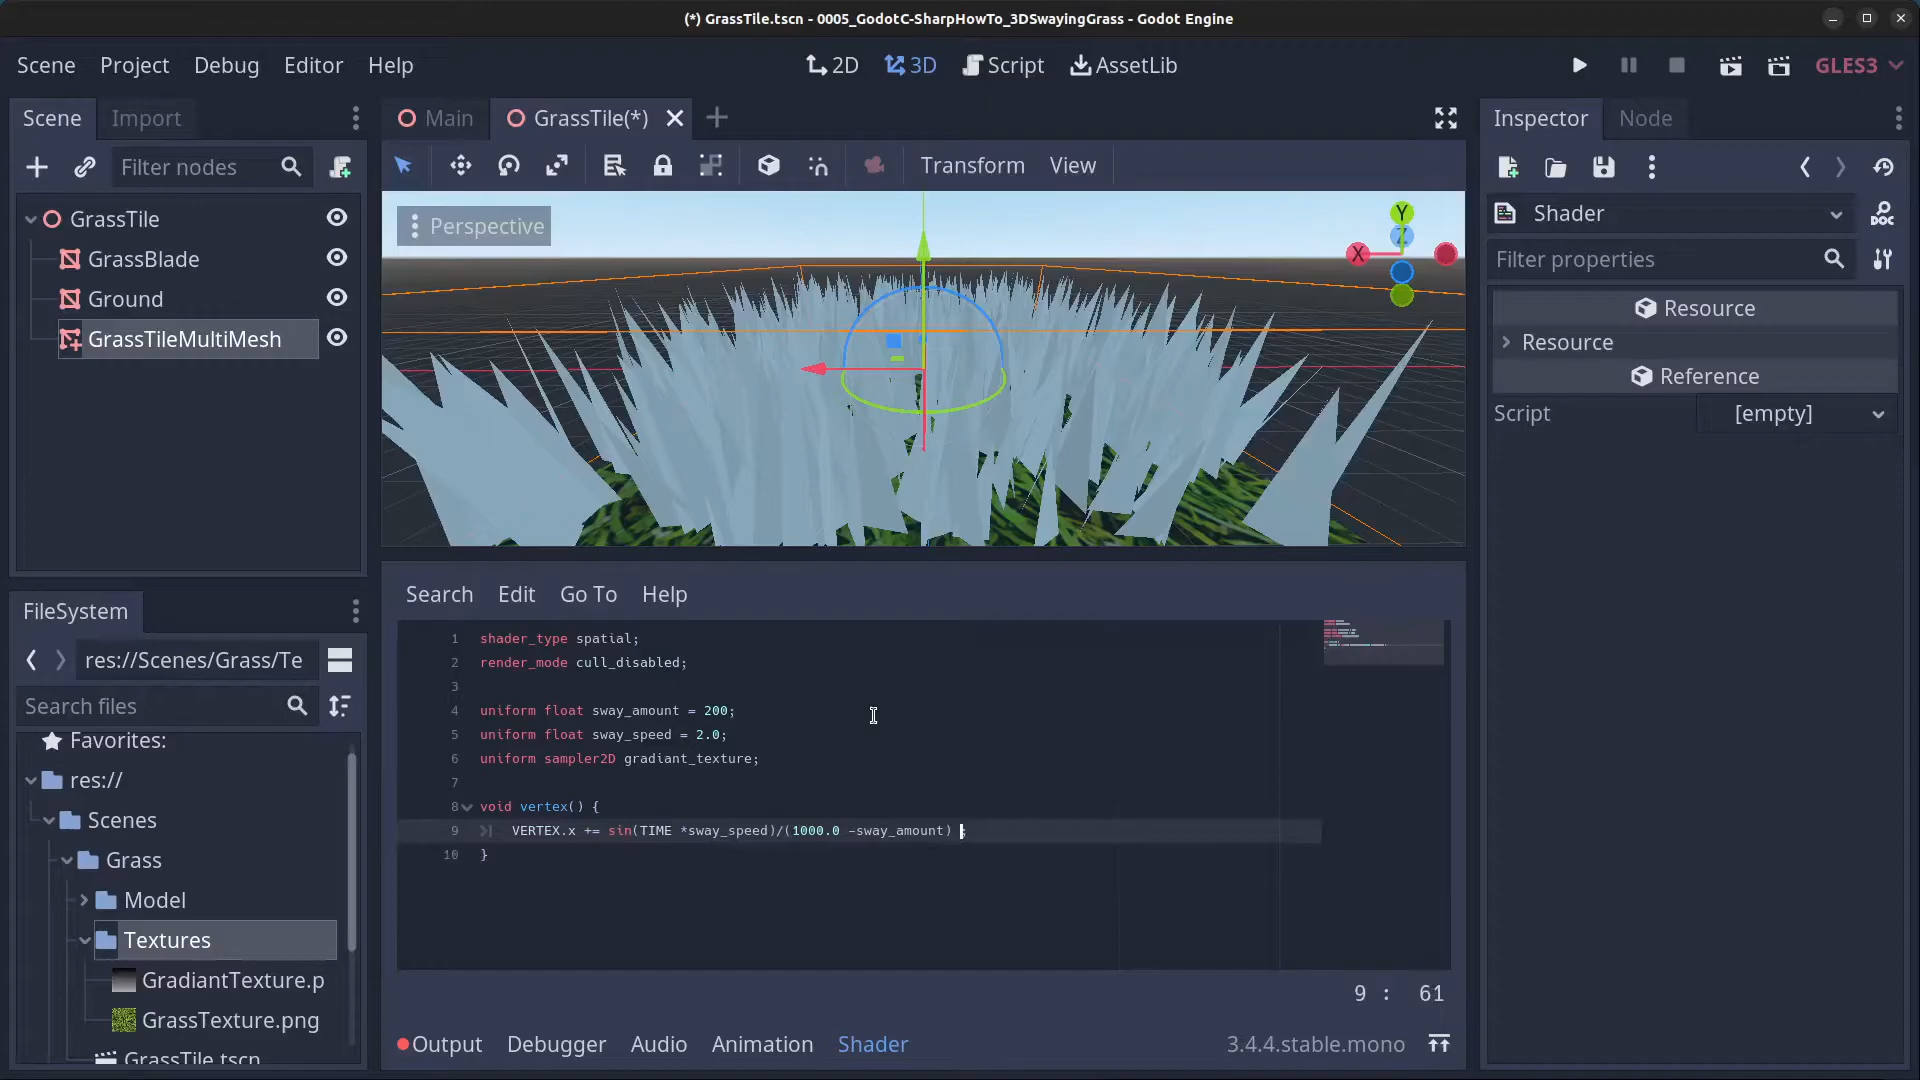 (*) GrassTile.tscn - 0005_GodotC-SharpHowTo_3DSwayingGrass - Godot Engine
Scene Project Debug Editor Help
2D 3D Script AssetLib
GLES3
Scene Import
Filter nodes
GrassTile
GrassBlade
Ground
GrassTileMultiMesh
Main GrassTile(*)
Transform View
Perspective
Y
Z
X
Inspector Node
Shader
DOC
Filter properties
Resource
Resource
Reference
Script [empty]
FileSystem
res://Scenes/Grass/Te
Search files
Favorites:
res://
Scenes
Grass
Model
Textures
GradiantTexture.p
GrassTexture.png
GrassTile.tscn
Search Edit Go To Help
1 shader_type spatial;
2 render_mode cull_disabled;
3
4 uniform float sway_amount = 200;
5 uniform float sway_speed = 2.0;
6 uniform sampler2D gradiant_texture;
7
8 void vertex() {
9 VERTEX.x += sin(TIME *sway_speed)/(1000.0 -sway_amount) ;
10 }
9 : 61
Output Debugger Audio Animation Shader
3.4.4.stable.mono